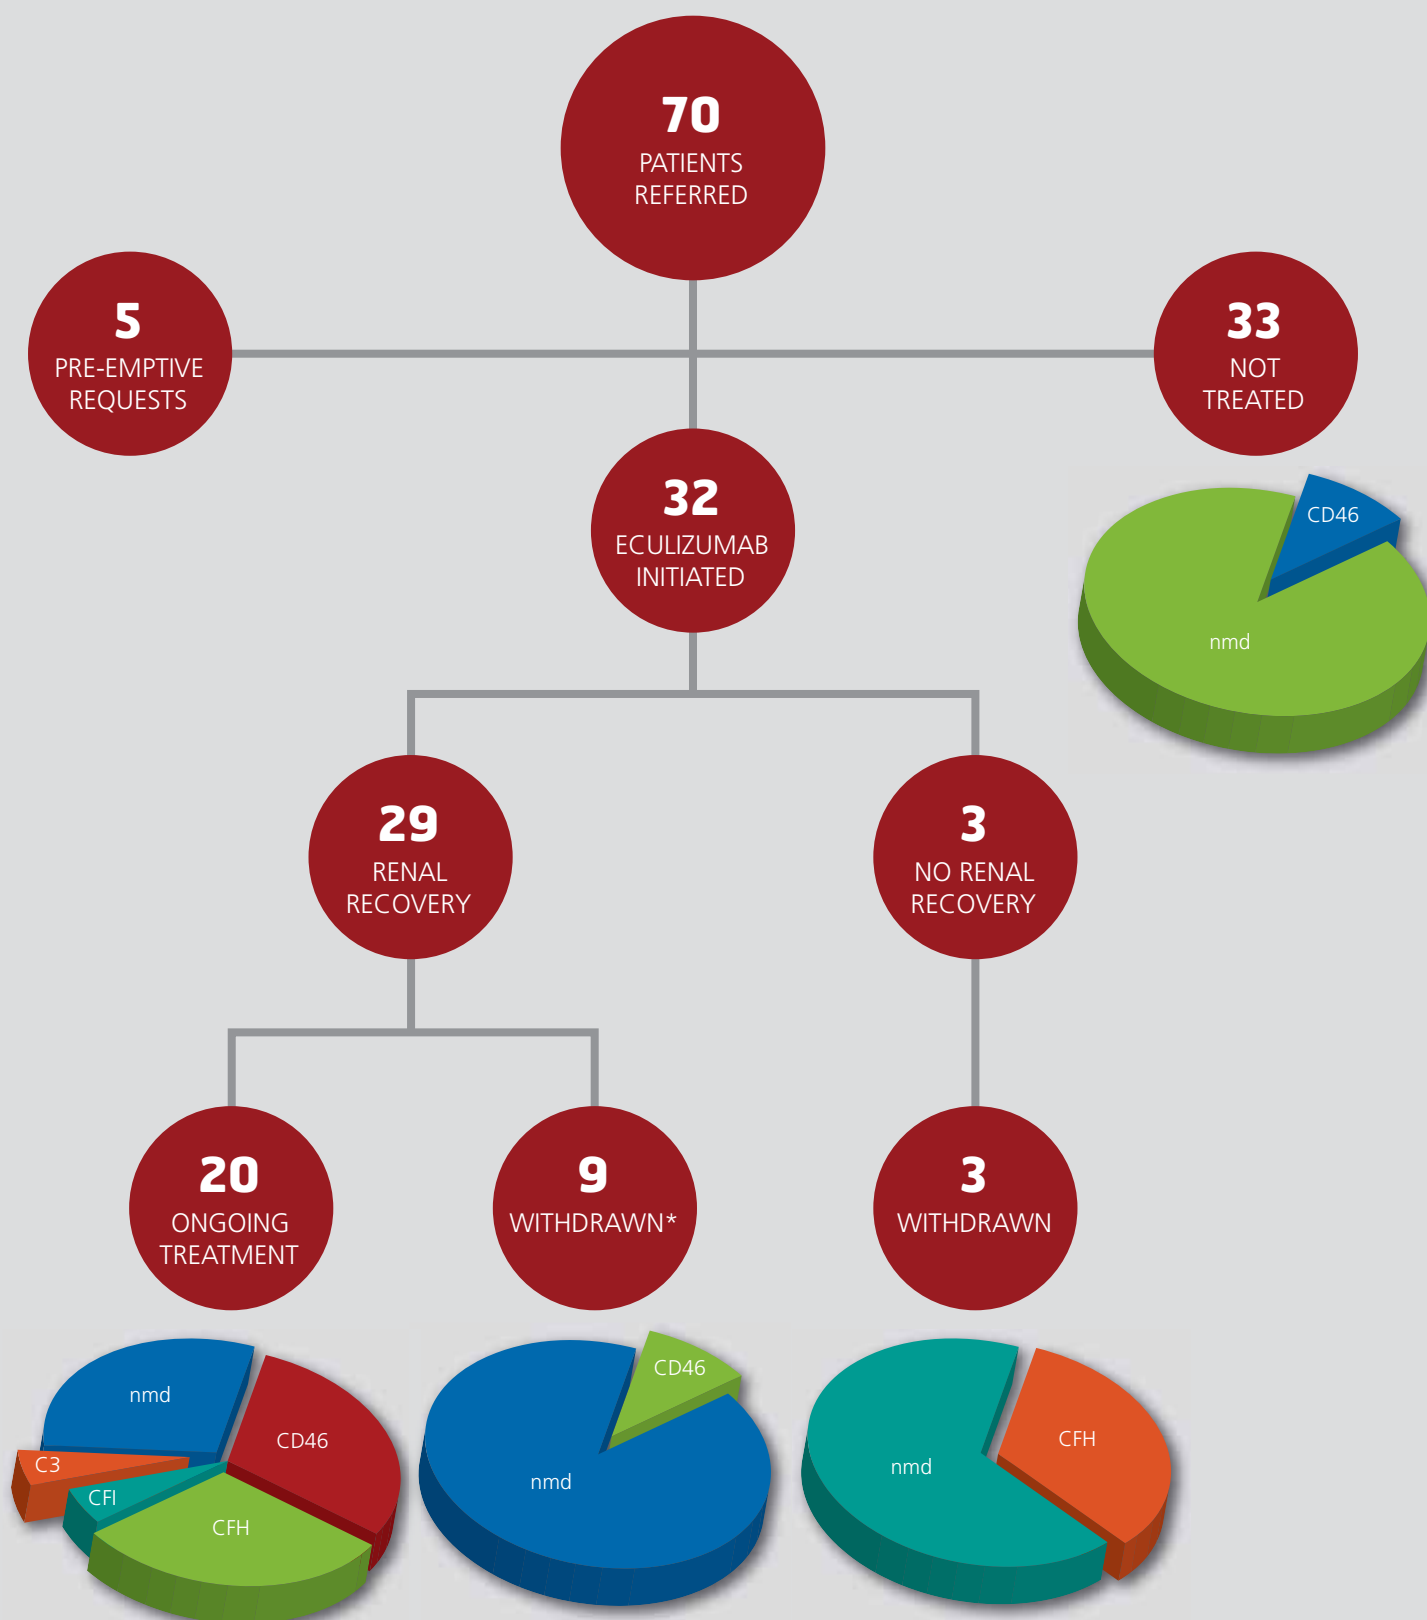 70
PATIENTS
REFERRED
5
PRE-EMPTIVE
REQUESTS
33
NOT
TREATED
32
ECULIZUMAB
INITIATED
CD46
nmd
29
RENAL
RECOVERY
3
NO RENAL
RECOVERY
20
ONGOING
TREATMENT
9
WITHDRAWN*
3
WITHDRAWN
nmd
CD46
C3
CFI
CFH
CD46
nmd
CFH
nmd